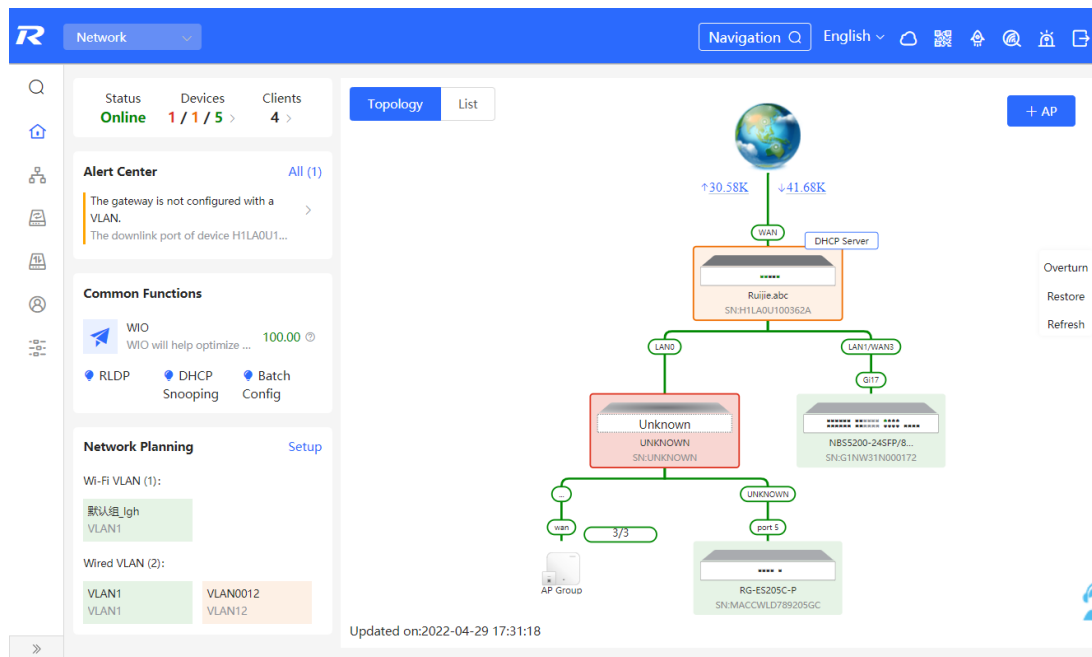 Network
Navigation
English
Status Devices Clients
Online 1 / 1 / 5 > 4 >
Alert Center All (1)
The gateway is not configured with a
VLAN.
The downlink port of device H1LA0U1...
Common Functions
WIO
WIO will help optimize ... 100.00
RLDP DHCP Batch
Snooping Config
Network Planning Setup
Wi-Fi VLAN (1):
默认组_lgh
VLAN1
Wired VLAN (2):
VLAN1 VLAN0012
VLAN1 VLAN12
Topology List
+ AP
↑30.58K ↓41.68K
WAN
DHCP Server
Ruijie.abc
SN:H1LA0U100362A
Overturn
Restore
Refresh
LAN0 LAN1/WAN3
GI17
Unknown
UNKNOWN
SN:UNKNOWN
NBS5200-24SFP/8...
SN:G1NW31N000172
... UNKNOWN
wan 3/3 port 5
AP Group
RG-ES205C-P
SN:MACCWLD789205GC
Updated on:2022-04-29 17:31:18